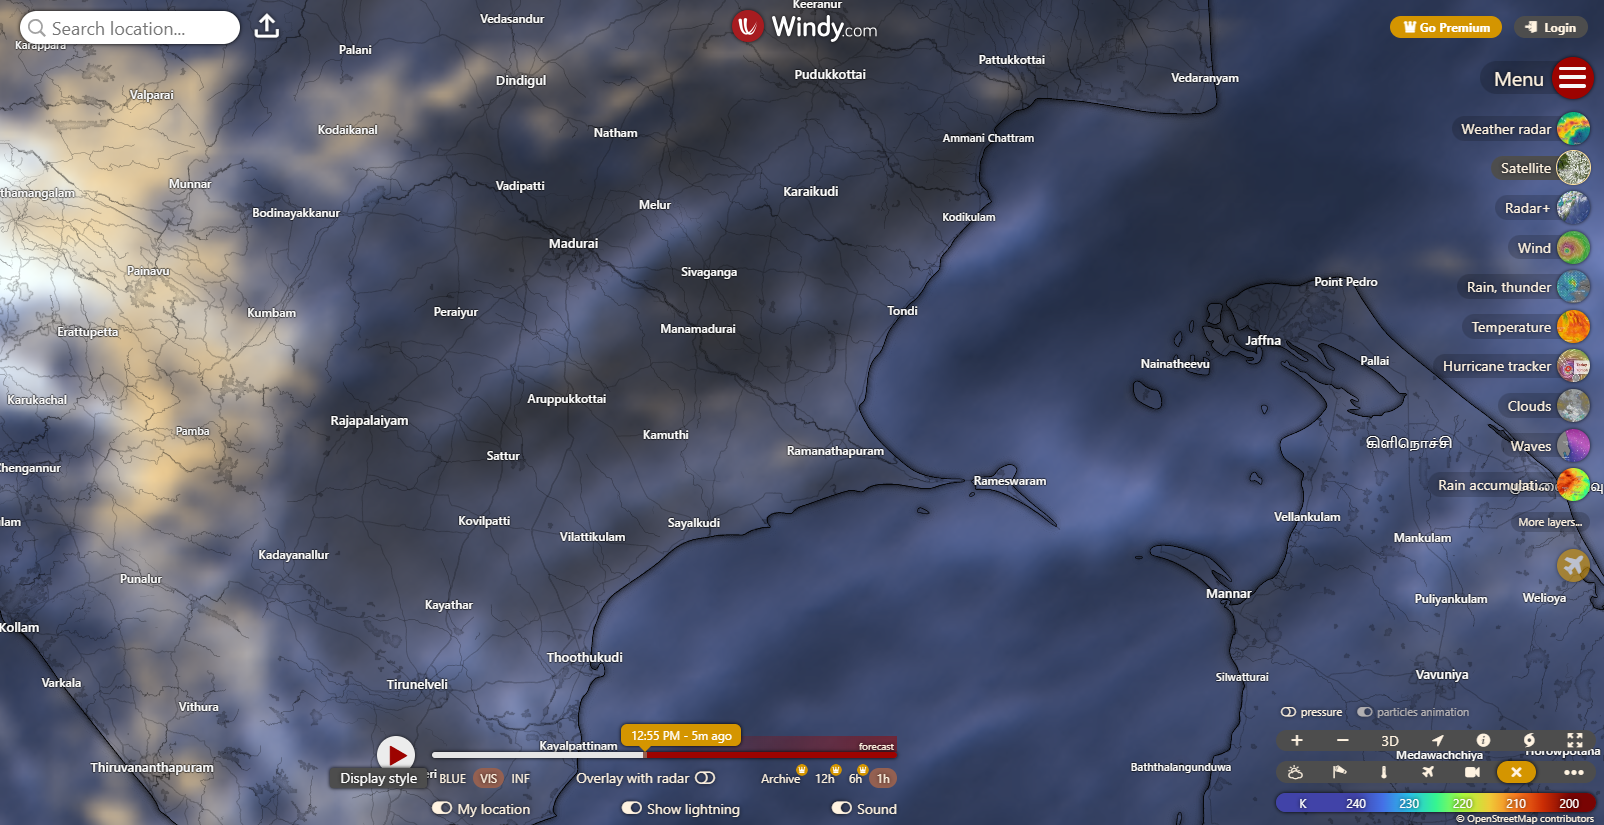 Search location...
Windy.com
Go Premium
Login
Menu
Weather radar
Satellite
Radar+
Wind
Rain, thunder
Temperature
Hurricane tracker
Clouds
Waves
Rain accumulati
More layers...
Keeranur
Vedasandur
Karappara
Palani
Pattukkottai
Dindigul
Pudukkottai
Vedaranyam
Valparai
Kodaikanal
Natham
Ammani Chattram
thamangalam
Munnar
Vadipatti
Karaikudi
Bodinayakkanur
Melur
Kodikulam
Madurai
Painavu
Sivaganga
Point Pedro
Kumbam
Peraiyur
Tondi
Erattupetta
Manamadurai
Jaffna
Nainatheevu
Pallai
Karukachal
Aruppukkottai
Pamba
Rajapalaiyam
Kamuthi
கிளிநொச்சி
Sattur
Ramanathapuram
Chengannur
Rameswaram
lam
Kovilpatti
Sayalkudi
Vellankulam
Vilattikulam
Mankulam
Kadayanallur
Punalur
Mannar
Puliyankulam
Welioya
Kayathar
Kollam
Thoothukudi
Varkala
Tirunelveli
Silwatturai
Vavuniya
Vithura
Kayalpattinam
Thiruvananthapuram
Baththalangunduwa
Medawachchiya
Horowpotana
12:55 PM - 5m ago
forecast
Display style
eri
BLUE VIS INF
Overlay with radar
Archive 12h 6h 1h
My location
Show lightning
Sound
pressure particles animation
3D
K 240 230 220 210 200
© OpenStreetMap contributors